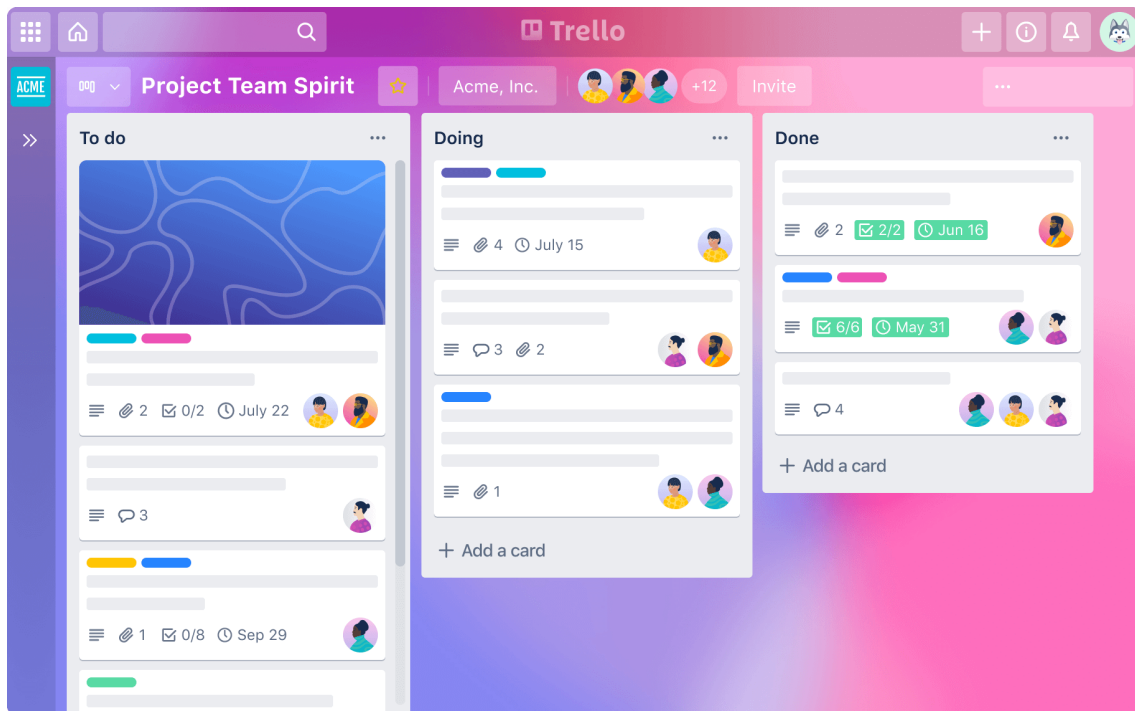 Trello
ACME
Project Team Spirit
Acme, Inc.
+12
Invite
To do
2 0/2 July 22
3
1 0/8 Sep 29
Doing
4 July 15
3 2
1
+ Add a card
Done
2 2/2 Jun 16
6/6 May 31
4
+ Add a card